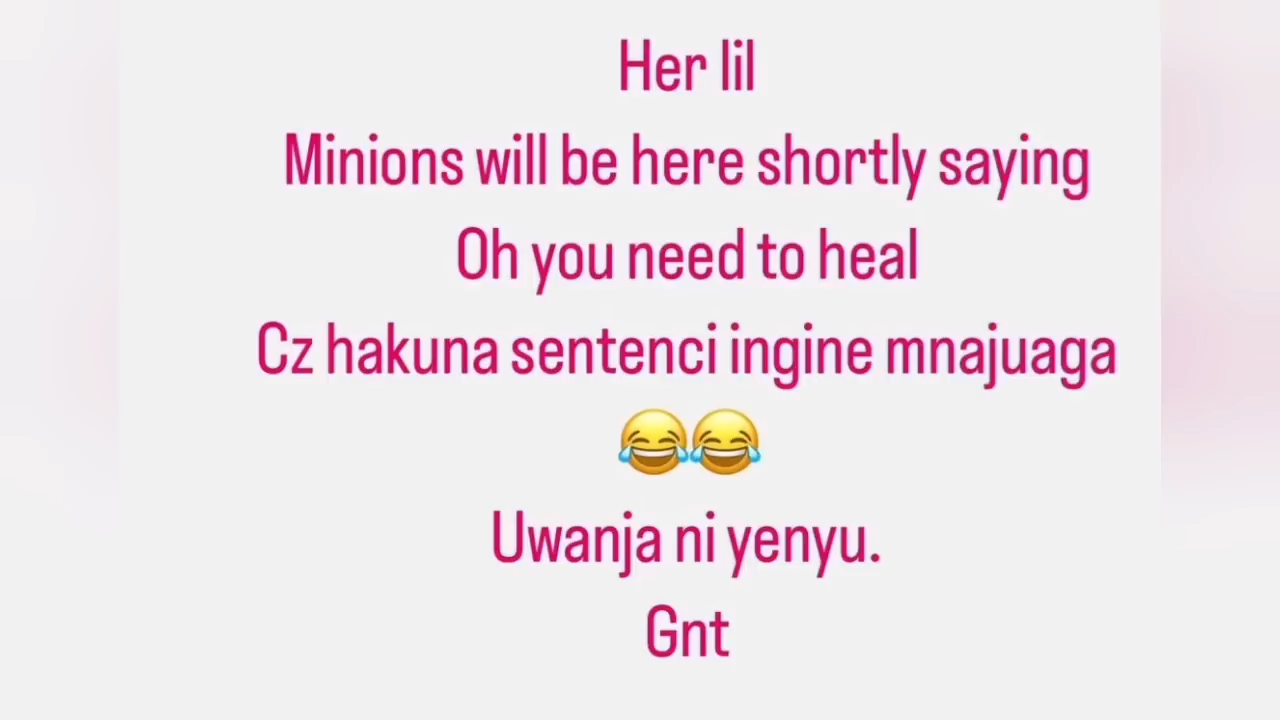 Her lil
Minions will be here shortly saying
Oh you need to heal
Cz hakuna sentenci ingine mnajuaga
😂😂
Uwanja ni yenyu.
Gnt